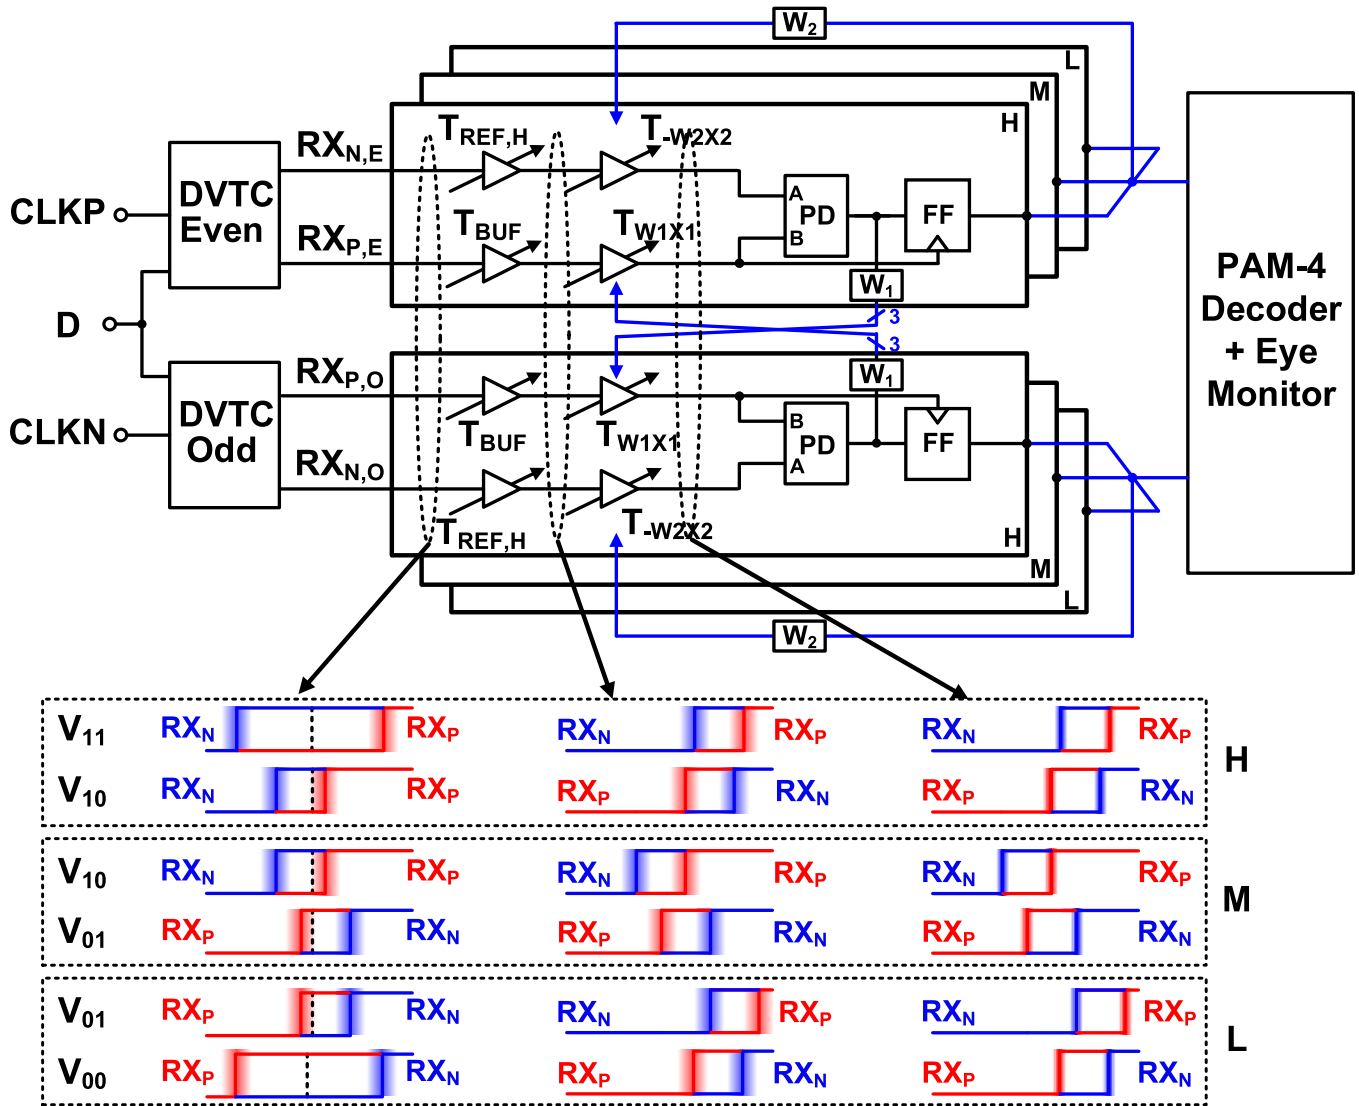 W2
L
M
H
TREF,H
T-W2X2
RXN,E
DVTC
Even
CLKP
A
PD
B
FF
TBUF
TW1X1
RXP,E
W1
3
D
PAM-4
Decoder
+ Eye
Monitor
3
W1
RXP,O
DVTC
Odd
CLKN
B
PD
A
FF
TBUF
TW1X1
RXN,O
TREF,H
T-W2X2
H
M
L
W2
V11 RXN RXP RXN RXP RXN RXP
H
V10 RXN RXP RXP RXN RXP RXN
V10 RXN RXP RXN RXP RXN RXP
M
V01 RXP RXN RXP RXN RXP RXN
V01 RXP RXN RXN RXP RXN RXP
L
V00 RXP RXN RXP RXN RXP RXN